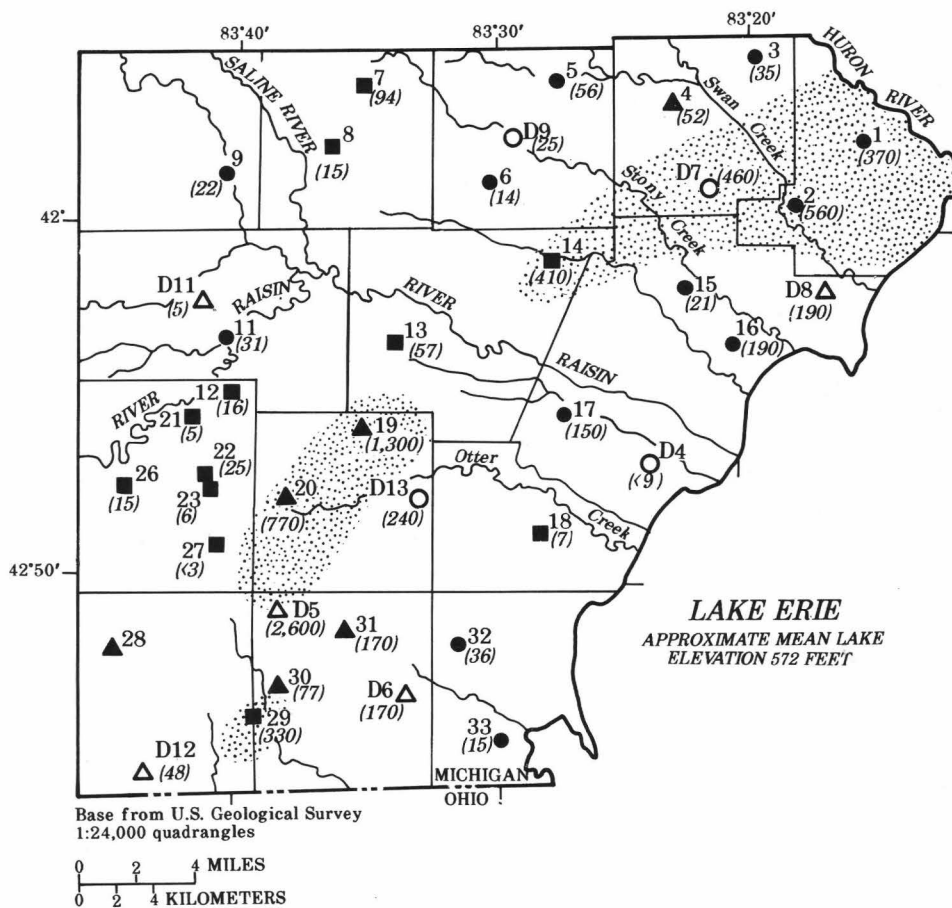 83°40'
83°30'
83°20'
HURON RIVER
SALINE RIVER
7
(94)
5
(56)
3
(35)
4
(52)
Swan Creek
1
(370)
8
(15)
D9
(25)
9
(22)
6
(14)
D7
(460)
2
(560)
Stony Creek
42°
14
(410)
D11
(5)
RAISIN
RIVER
15
(21)
D8
(190)
11
(31)
13
(57)
16
(190)
RAISIN
12
(16)
RIVER
21
(5)
19
(1,300)
17
(150)
22
(25)
Otter Creek
D4
(<9)
26
(15)
23
(6)
20
(770)
D13
(240)
18
(7)
27
(<3)
42°50'
LAKE ERIE
APPROXIMATE MEAN LAKE
ELEVATION 572 FEET
D5
(2,600)
31
(170)
28
32
(36)
30
(77)
D6
(170)
29
(330)
33
(15)
D12
(48)
MICHIGAN
OHIO
Base from U.S. Geological Survey
1:24,000 quadrangles
0 2 4 MILES
0 2 4 KILOMETERS